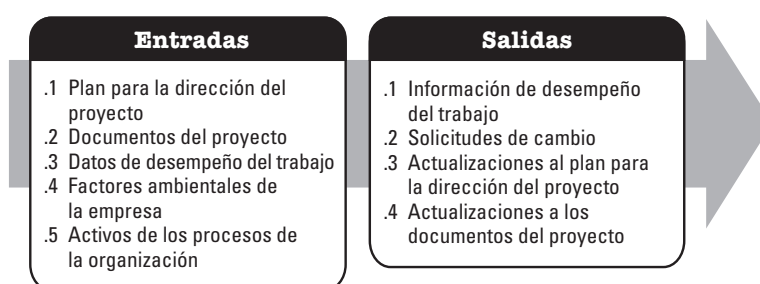 Entradas
.1 Plan para la dirección del
proyecto
.2 Documentos del proyecto
.3 Datos de desempeño del trabajo
.4 Factores ambientales de
la empresa
.5 Activos de los procesos de
la organización
Salidas
.1 Información de desempeño
del trabajo
.2 Solicitudes de cambio
.3 Actualizaciones al plan para
la dirección del proyecto
.4 Actualizaciones a los
documentos del proyecto